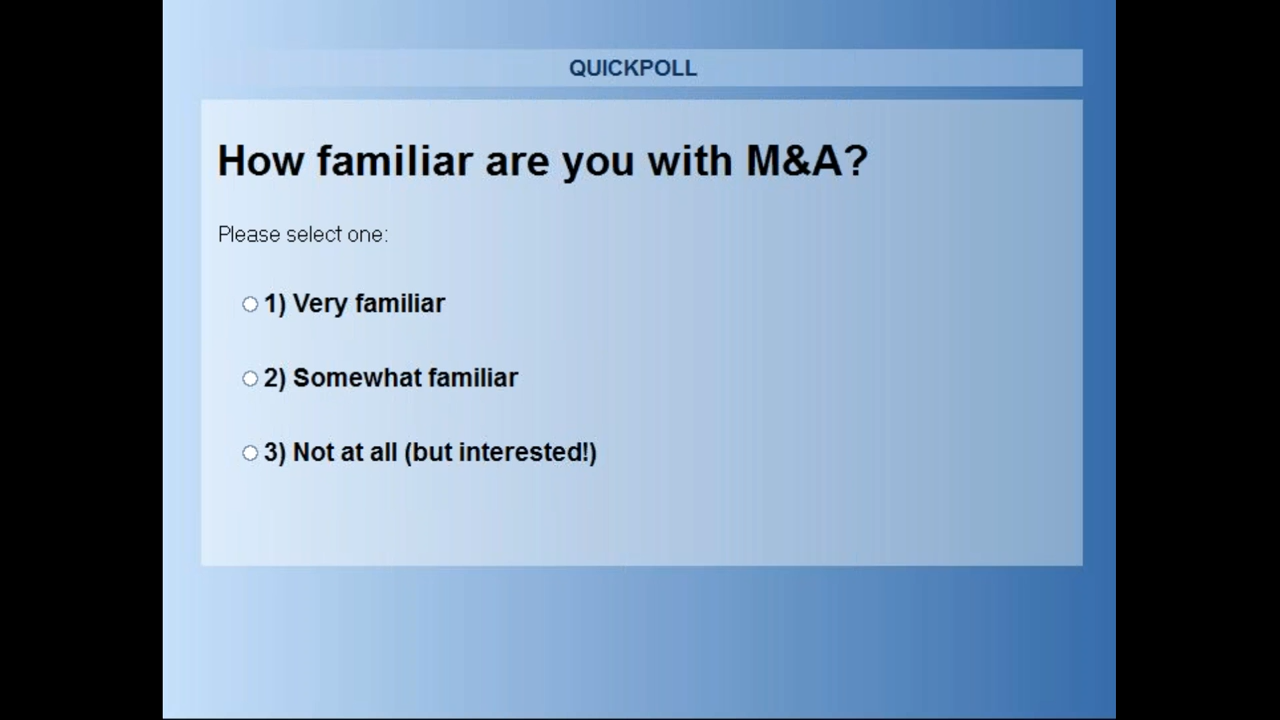 QUICKPOLL
How familiar are you with M&A?
Please select one:
1) Very familiar
2) Somewhat familiar
3) Not at all (but interested!)